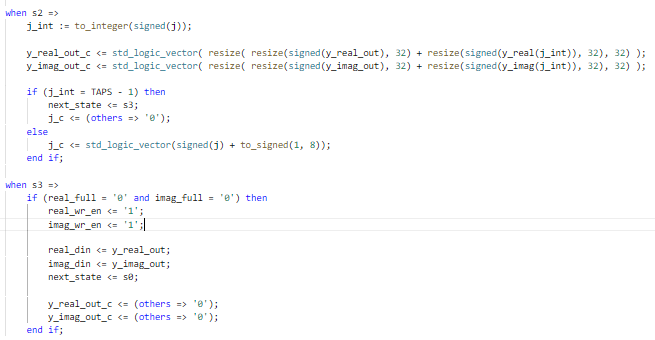 when s2 =>
j_int := to_integer(signed(j));
y_real_out_c <= std_logic_vector( resize( resize(signed(y_real_out), 32) + resize(signed(y_real(j_int)), 32), 32) );
y_imag_out_c <= std_logic_vector( resize( resize(signed(y_imag_out), 32) + resize(signed(y_imag(j_int)), 32), 32) );
if (j_int = TAPS - 1) then
next_state <= s3;
j_c <= (others => '0');
else
j_c <= std_logic_vector(signed(j) + to_signed(1, 8));
end if;
when s3 =>
if (real_full = '0' and imag_full = '0') then
real_wr_en <= '1';
imag_wr_en <= '1';
real_din <= y_real_out;
imag_din <= y_imag_out;
next_state <= s0;
y_real_out_c <= (others => '0');
y_imag_out_c <= (others => '0');
end if;